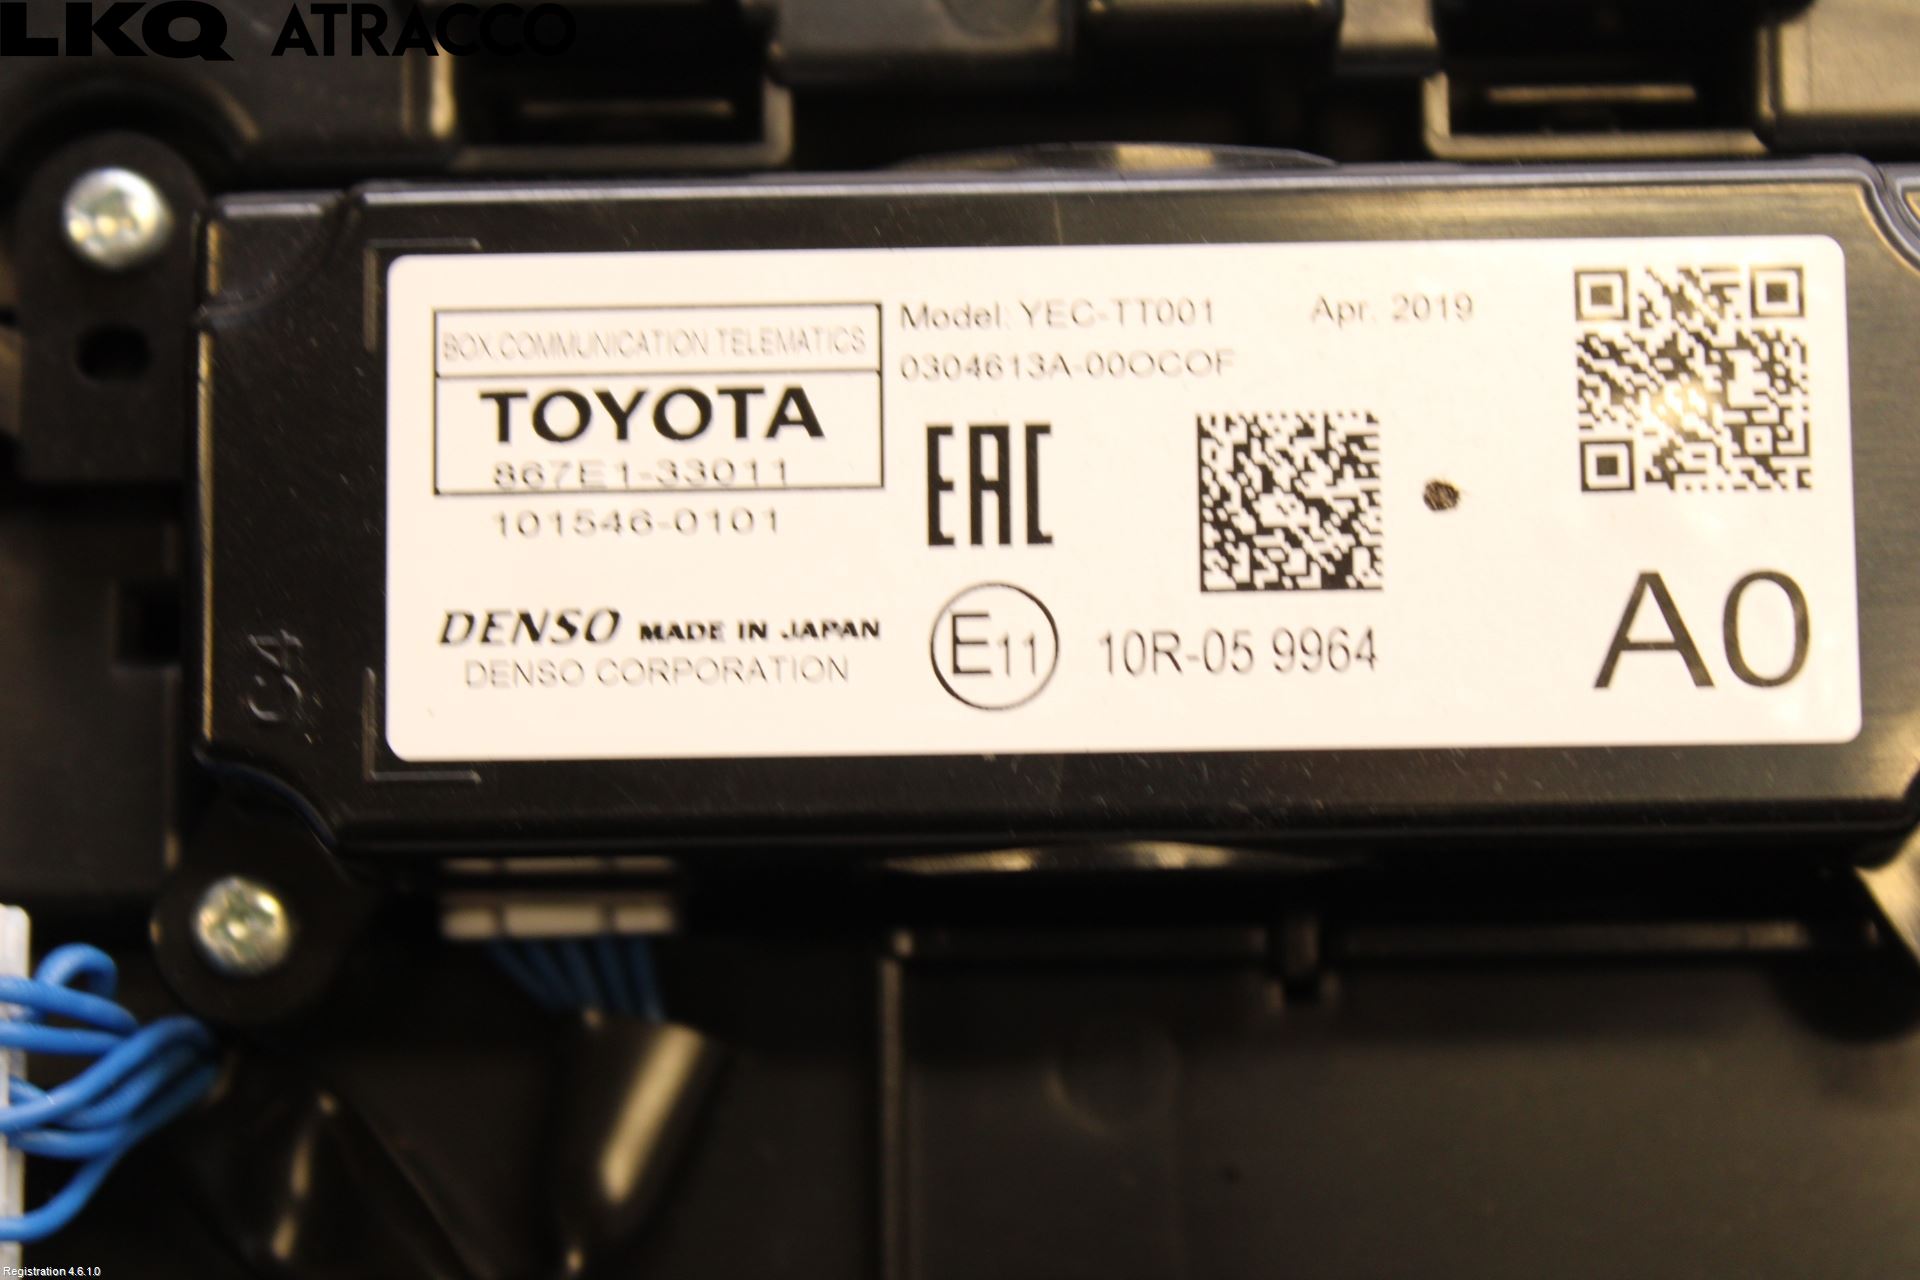 LKQ ATRACCO
BOX COMMUNICATION TELEMATICS
TOYOTA
867E1-33011
101546-0101
DENSO MADE IN JAPAN
DENSO CORPORATION
Model: YEC-TT001 Apr. 2019
0304613A-00OCOF
EAC
E11 10R-05 9964
A0
Registration 4.6.1.0